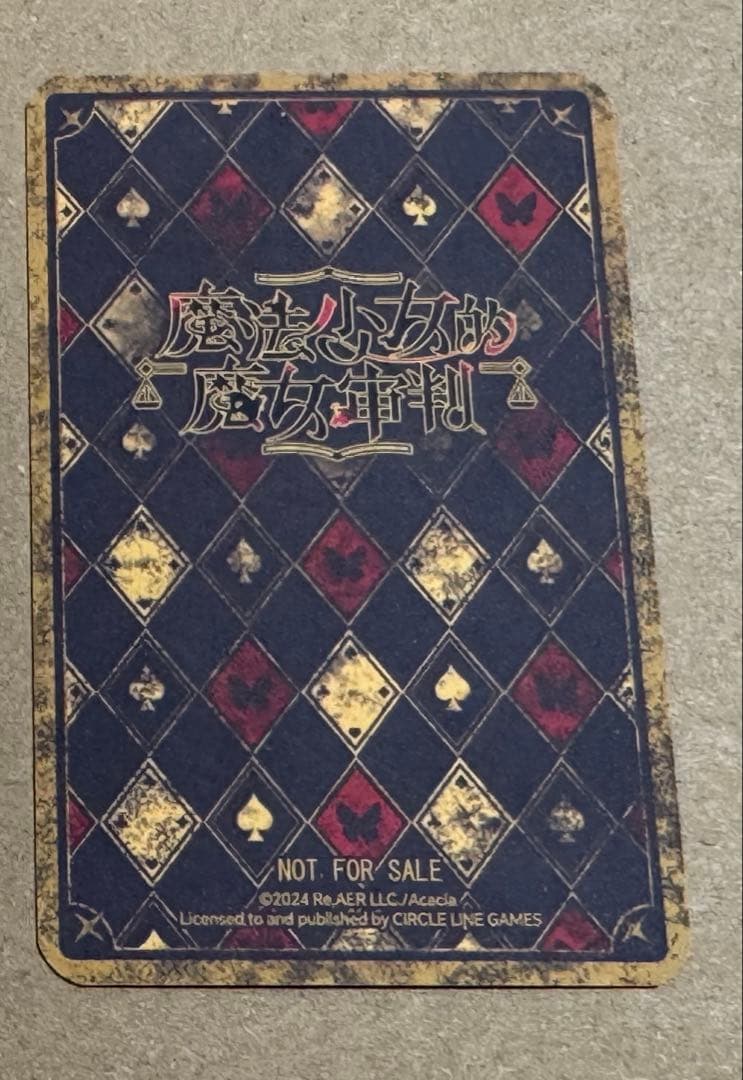 魔法少女的
魔女审判
NOT FOR SALE
©2024 Re,AER LLC./Acacia
Licensed to and published by CIRCLE LINE GAMES